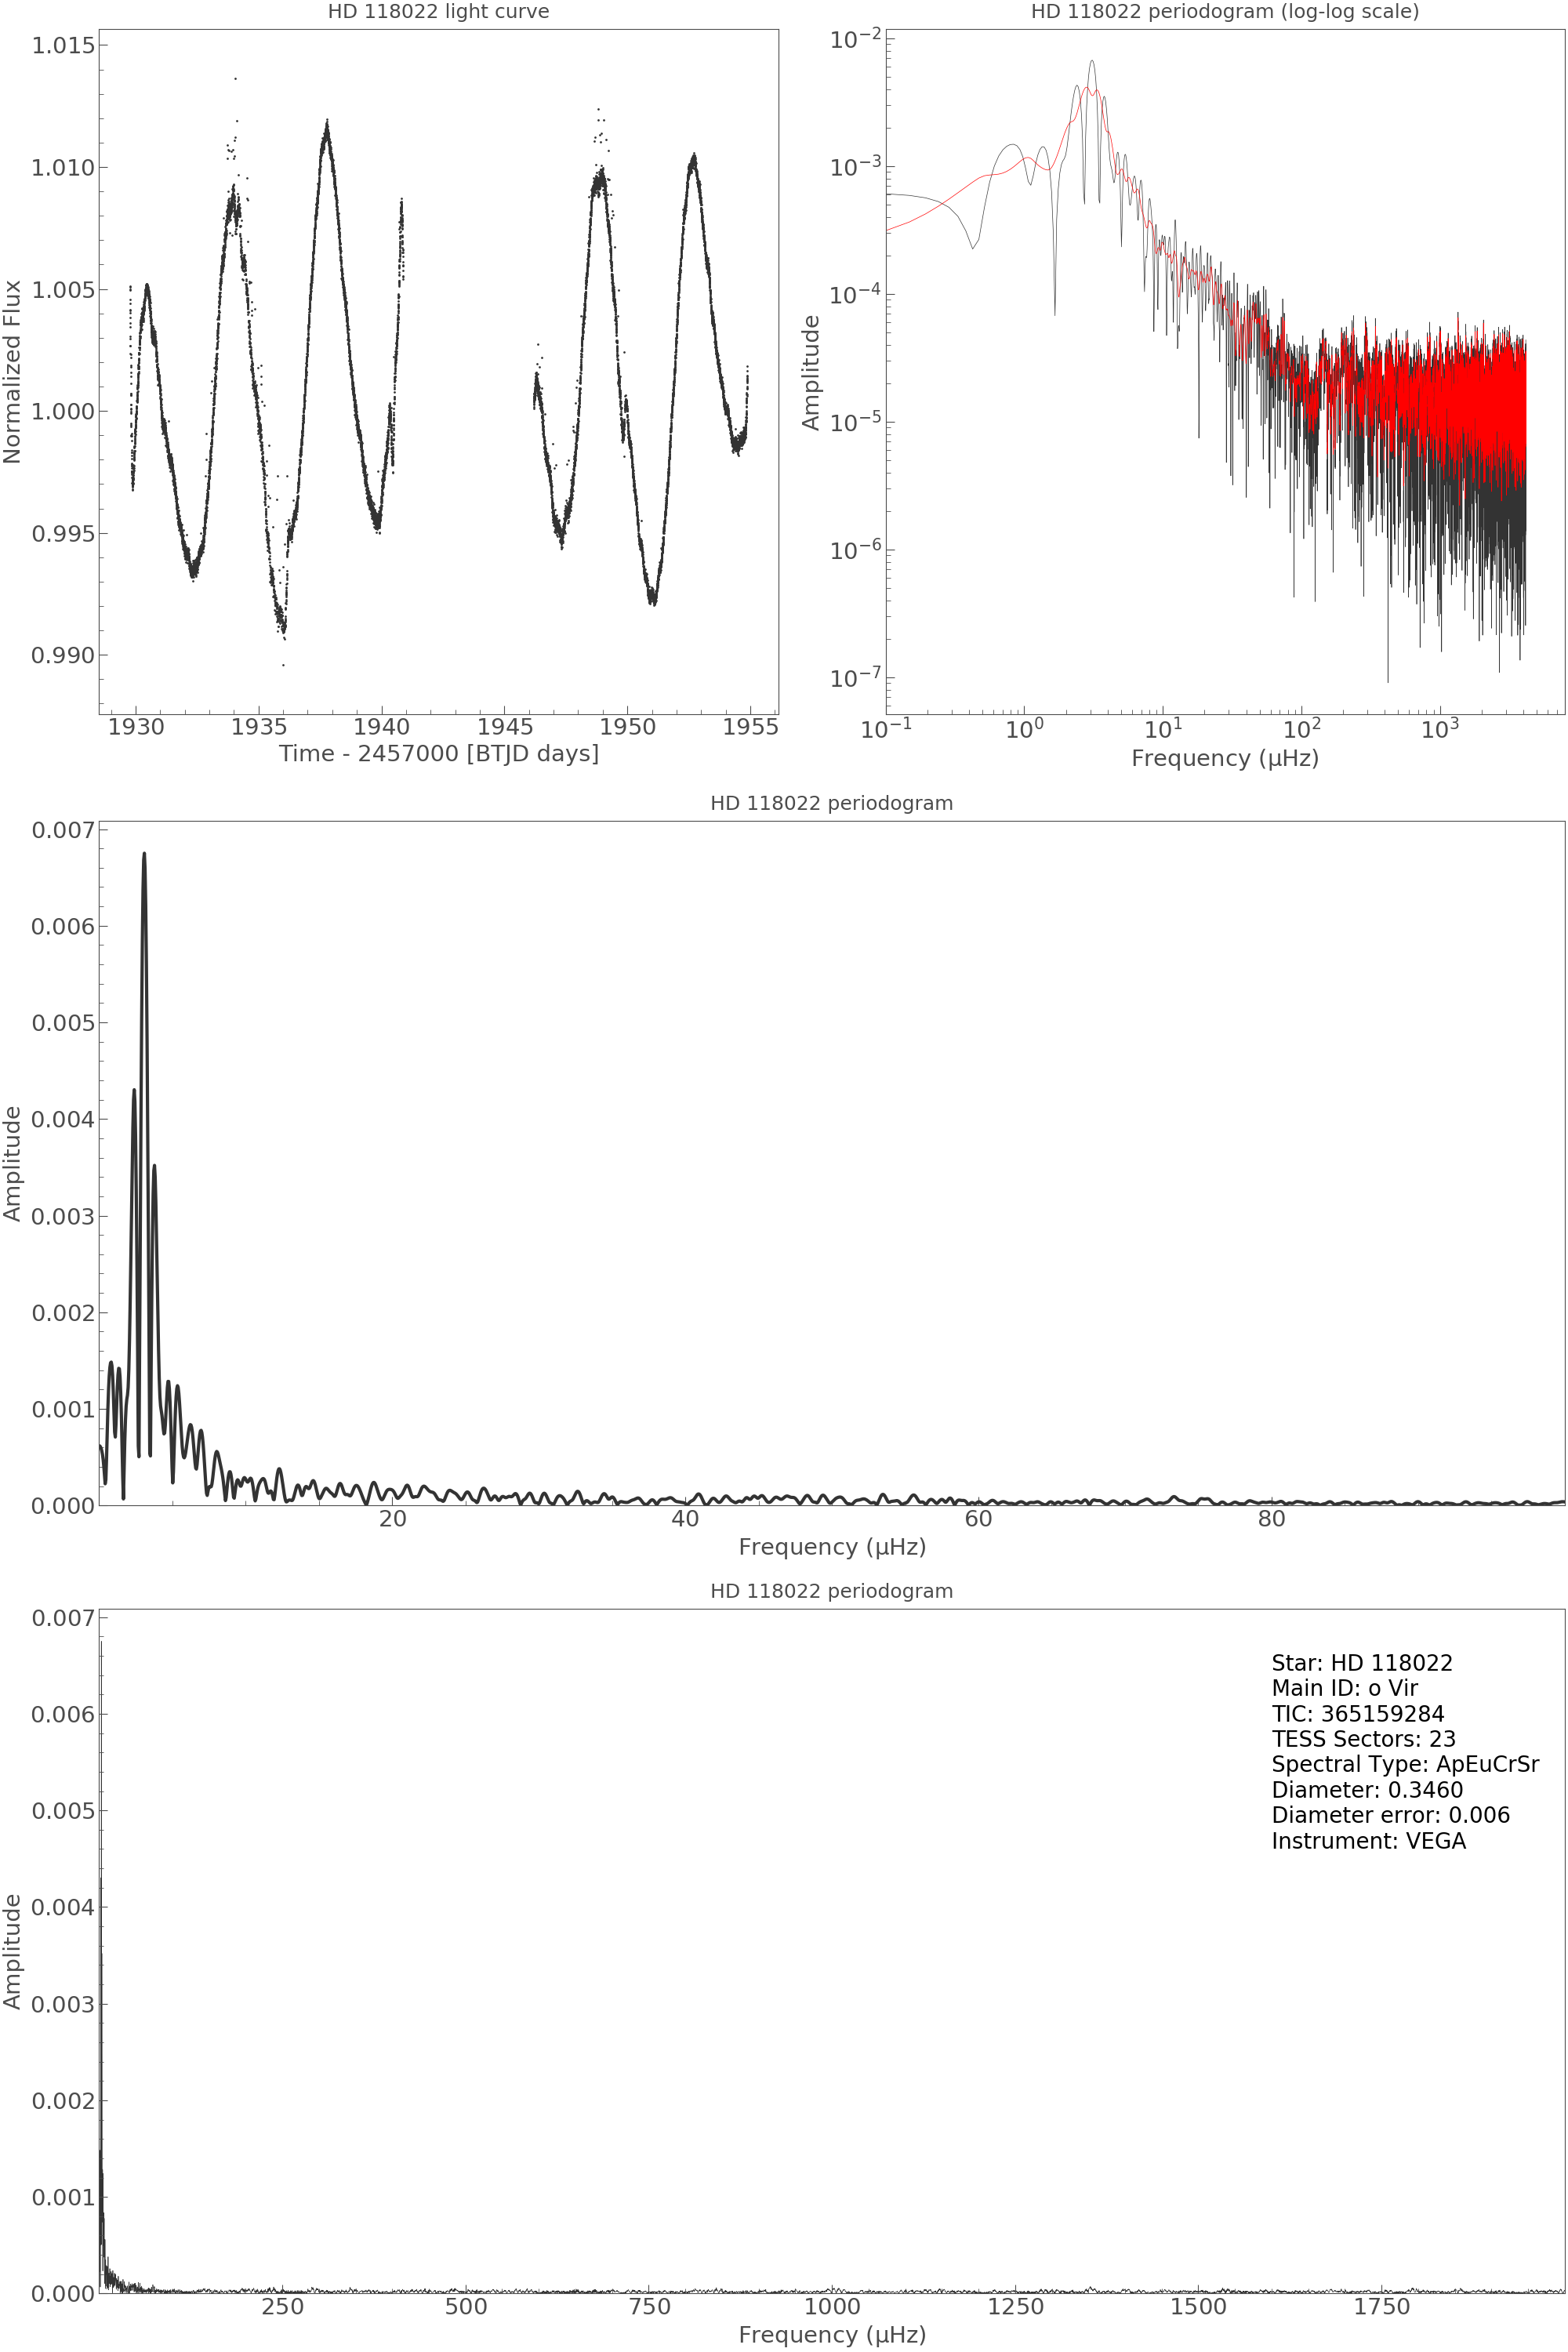 HD 118022 light curve
1.015
1.010
1.005
1.000
0.995
0.990
Normalized Flux
1930 1935 1940 1945 1950 1955
Time - 2457000 [BTJD days]
HD 118022 periodogram (log-log scale)
10⁻²
10⁻³
10⁻⁴
10⁻⁵
10⁻⁶
10⁻⁷
Amplitude
10⁻¹ 10⁰ 10¹ 10² 10³
Frequency (µHz)
HD 118022 periodogram
0.007
0.006
0.005
0.004
0.003
0.002
0.001
0.000
Amplitude
20 40 60 80
Frequency (µHz)
HD 118022 periodogram
0.007
0.006
0.005
0.004
0.003
0.002
0.001
0.000
Amplitude
Star: HD 118022
Main ID: o Vir
TIC: 365159284
TESS Sectors: 23
Spectral Type: ApEuCrSr
Diameter: 0.3460
Diameter error: 0.006
Instrument: VEGA
250 500 750 1000 1250 1500 1750
Frequency (µHz)